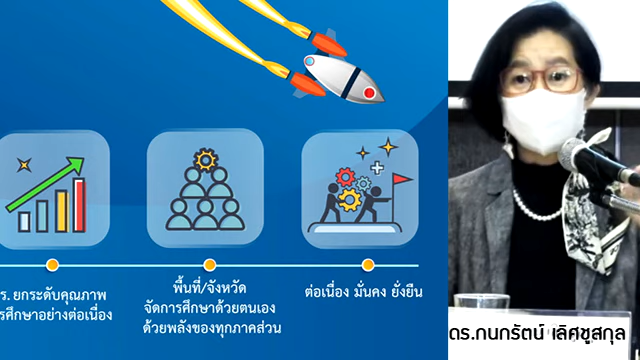 ร. ยกระดับคุณภาพ
รศึกษาอย่างต่อเนื่อง
พื้นที่/จังหวัด
จัดการศึกษาด้วยตนเอง
ด้วยพลังของทุกภาคส่วน
ต่อเนื่อง มั่นคง ยั่งยืน
ดร.กนกรัตน์ เลิศชูสกุล